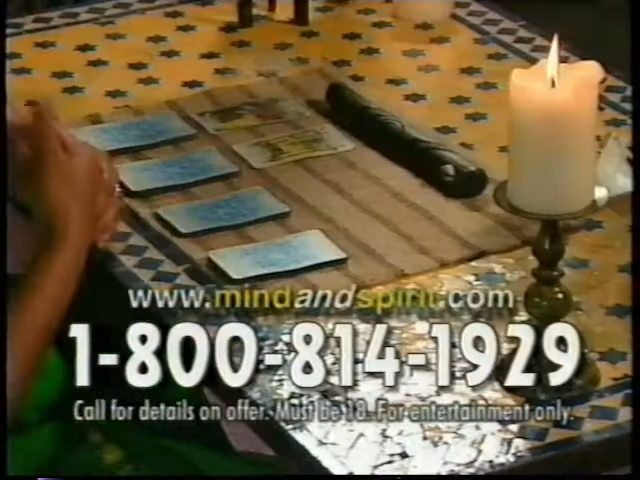 www.mindandspirit.com
1-800-814-1929
Call for details on offer. Must be 18. For entertainment only.